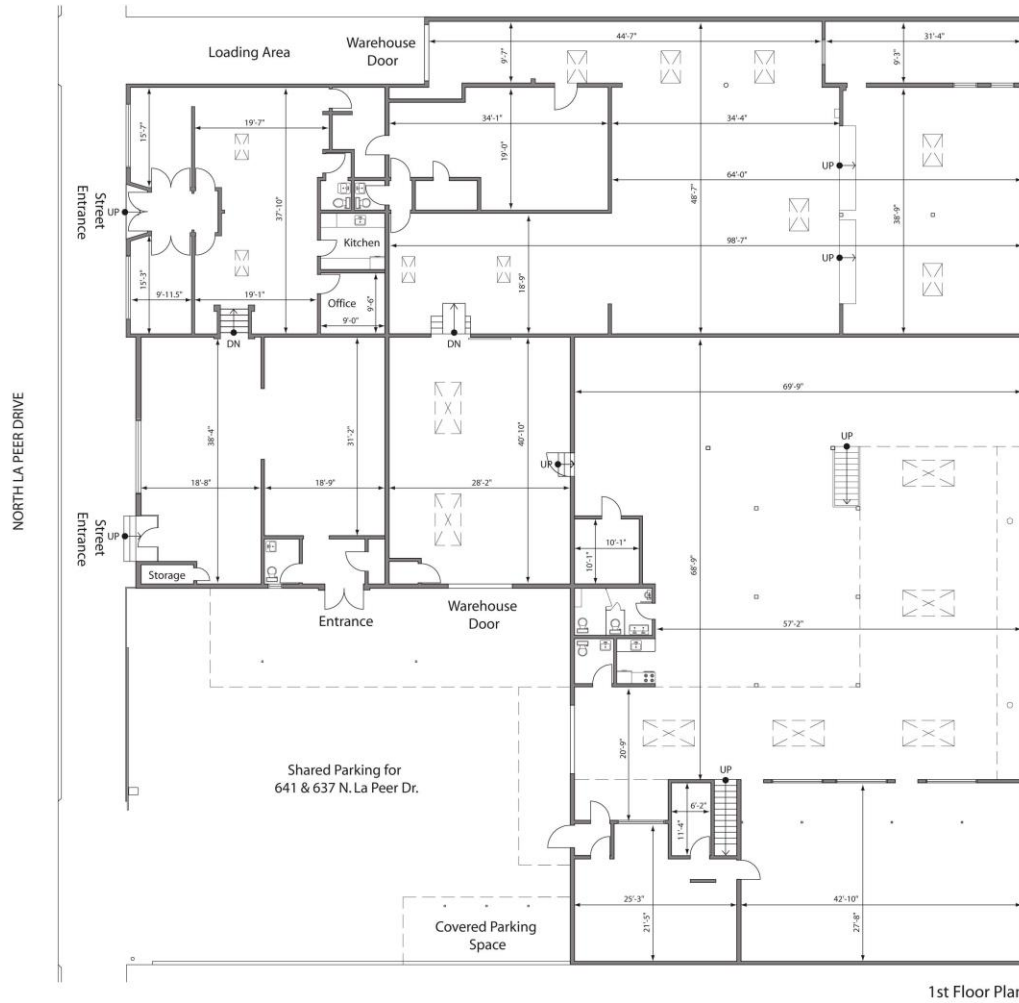 Loading Area
Warehouse
Door
44'-7"
31'-4"
9'-7"
9'-3"
15'-7"
19'-7"
34'-1"
34'-4"
19'-0"
UP
64'-0"
48'-7"
38'-9"
37'-10"
Street
Entrance
UP
Kitchen
98'-7"
18'-9"
UP
15'-3"
9'-11.5"
19'-1"
Office
9'-6"
9'-0"
DN
DN
NORTH LA PEER DRIVE
69'-9"
38'-4"
31'-2"
40'-10"
UP
UP
18'-8"
18'-9"
28'-2"
Street
Entrance
UP
10'-1"
10'-1"
68'-9"
Storage
Entrance
Warehouse
Door
57'-2"
20'-9"
Shared Parking for
641 & 637 N. La Peer Dr.
UP
6'-2"
11'-4"
25'-3"
21'-5"
42'-10"
27'-8"
Covered Parking
Space
1st Floor Plan